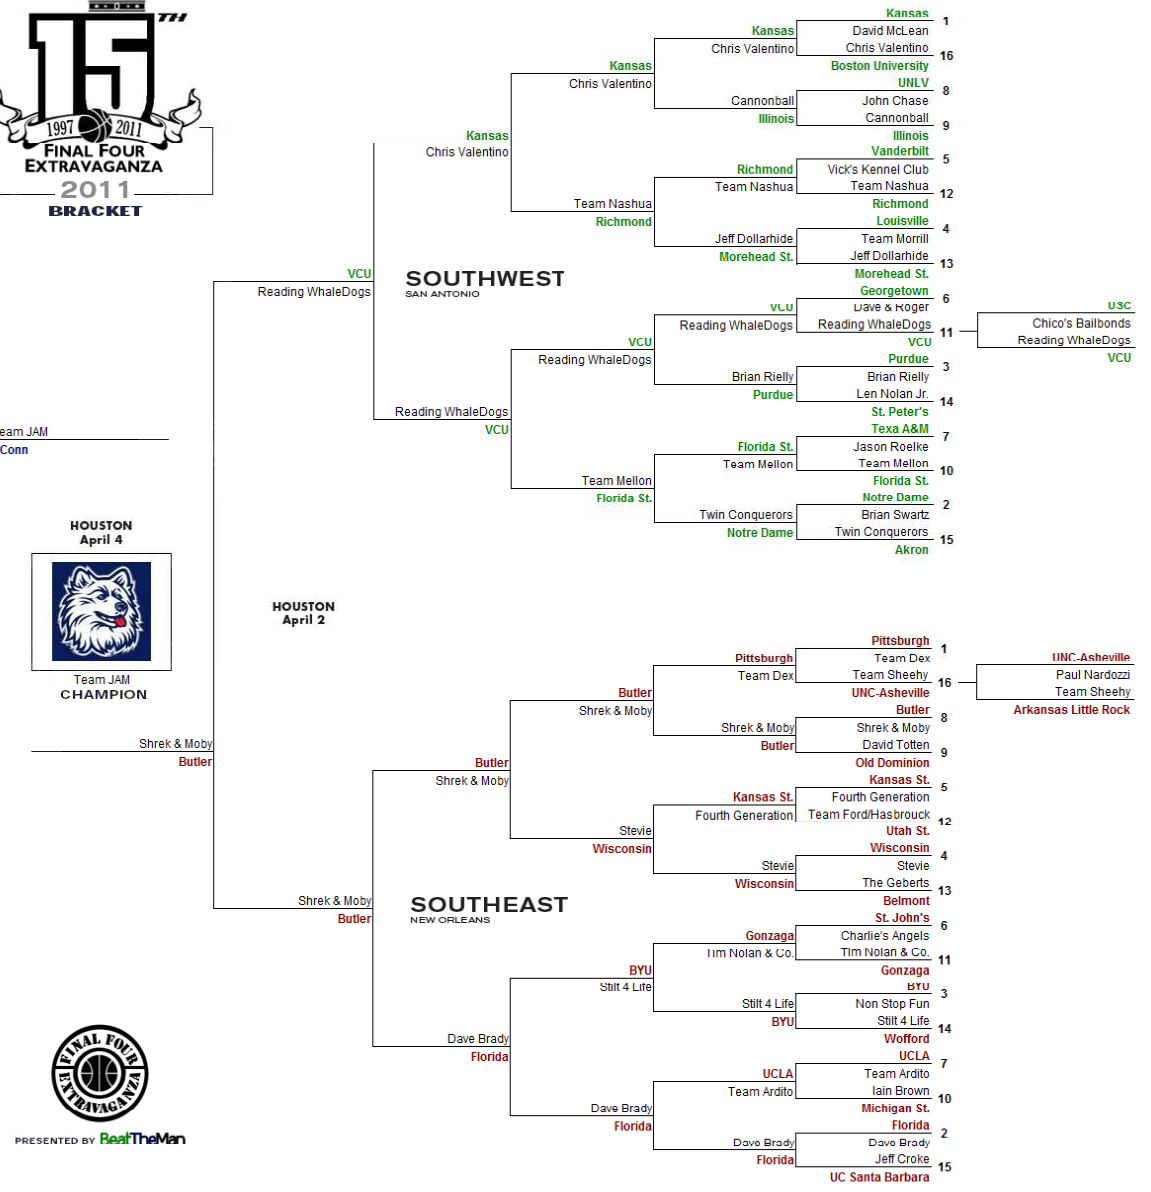 15TH
1997 2011
FINAL FOUR
EXTRAVAGANZA
2011
BRACKET
eam JAM
Conn
HOUSTON
April 4
Team JAM
CHAMPION
HOUSTON
April 2
Shrek & Moby
Butler
VCU
Reading WhaleDogs
Shrek & Moby
Butler
SOUTHWEST
SAN ANTONIO
Kansas
Chris Valentino
Reading WhaleDogs
VCU
Kansas
Chris Valentino
Team Nashua
Richmond
VCU
Reading WhaleDogs
Team Mellon
Florida St.
Kansas
Chris Valentino
Cannonball
Illinois
Richmond
Team Nashua
Jeff Dollarhide
Morehead St.
VCU
Reading WhaleDogs
Brian Rielly
Purdue
Florida St.
Team Mellon
Twin Conquerors
Notre Dame
Kansas
1
David McLean
Chris Valentino
16
Boston University
UNLV
8
John Chase
Cannonball
9
Illinois
Vanderbilt
5
Vick's Kennel Club
Team Nashua
12
Richmond
Louisville
4
Team Morrill
Jeff Dollarhide
13
Morehead St.
Georgetown
6
Dave & Roger
Reading WhaleDogs
11
VCU
USC
Chico's Bailbonds
Reading WhaleDogs
VCU
Purdue
3
Brian Rielly
Len Nolan Jr.
14
St. Peter's
Texa A&M
7
Jason Roelke
Team Mellon
10
Florida St.
Notre Dame
2
Brian Swartz
Twin Conquerors
15
Akron
SOUTHEAST
NEW ORLEANS
Butler
Shrek & Moby
Dave Brady
Florida
Butler
Shrek & Moby
Stevie
Wisconsin
BYU
Stilt 4 Life
Dave Brady
Florida
Pittsburgh
Team Dex
Shrek & Moby
Butler
Kansas St.
Fourth Generation
Stevie
Wisconsin
Gonzaga
Tim Nolan & Co.
Stilt 4 Life
BYU
UCLA
Team Ardito
Dave Brady
Florida
Pittsburgh
1
Team Dex
Team Sheehy
16
UNC-Asheville
UNC-Asheville
Paul Nardozzi
Team Sheehy
Arkansas Little Rock
Butler
8
Shrek & Moby
David Totten
9
Old Dominion
Kansas St.
5
Fourth Generation
Team Ford/Hasbrouck
12
Utah St.
Wisconsin
4
Stevie
The Geberts
13
Belmont
St. John's
6
Charlie's Angels
Tim Nolan & Co.
11
Gonzaga
BYU
3
Non Stop Fun
Stilt 4 Life
14
Wofford
UCLA
7
Team Ardito
Iain Brown
10
Michigan St.
Florida
2
Dave Brady
Jeff Croke
15
UC Santa Barbara
FINAL FOUR
EXTRAVAGANZA
PRESENTED BY BeatTheMan